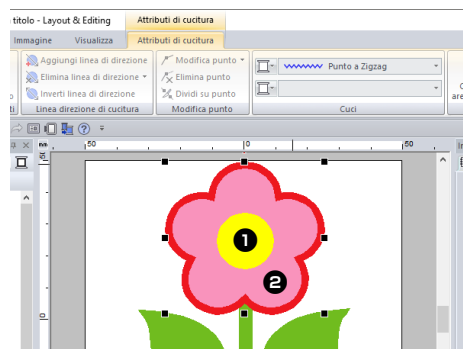 titolo - Layout & Editing
Attributi di cucitura
Immagine Visualizza Attributi di cucitura
Aggiungi linea di direzione
Elimina linea di direzione
Inverti linea di direzione
Linea direzione di cucitura
Modifica punto
Elimina punto
Dividi su punto
Modifica punto
Punto a Zigzag
Cuci
50 0 50
mm
1
2